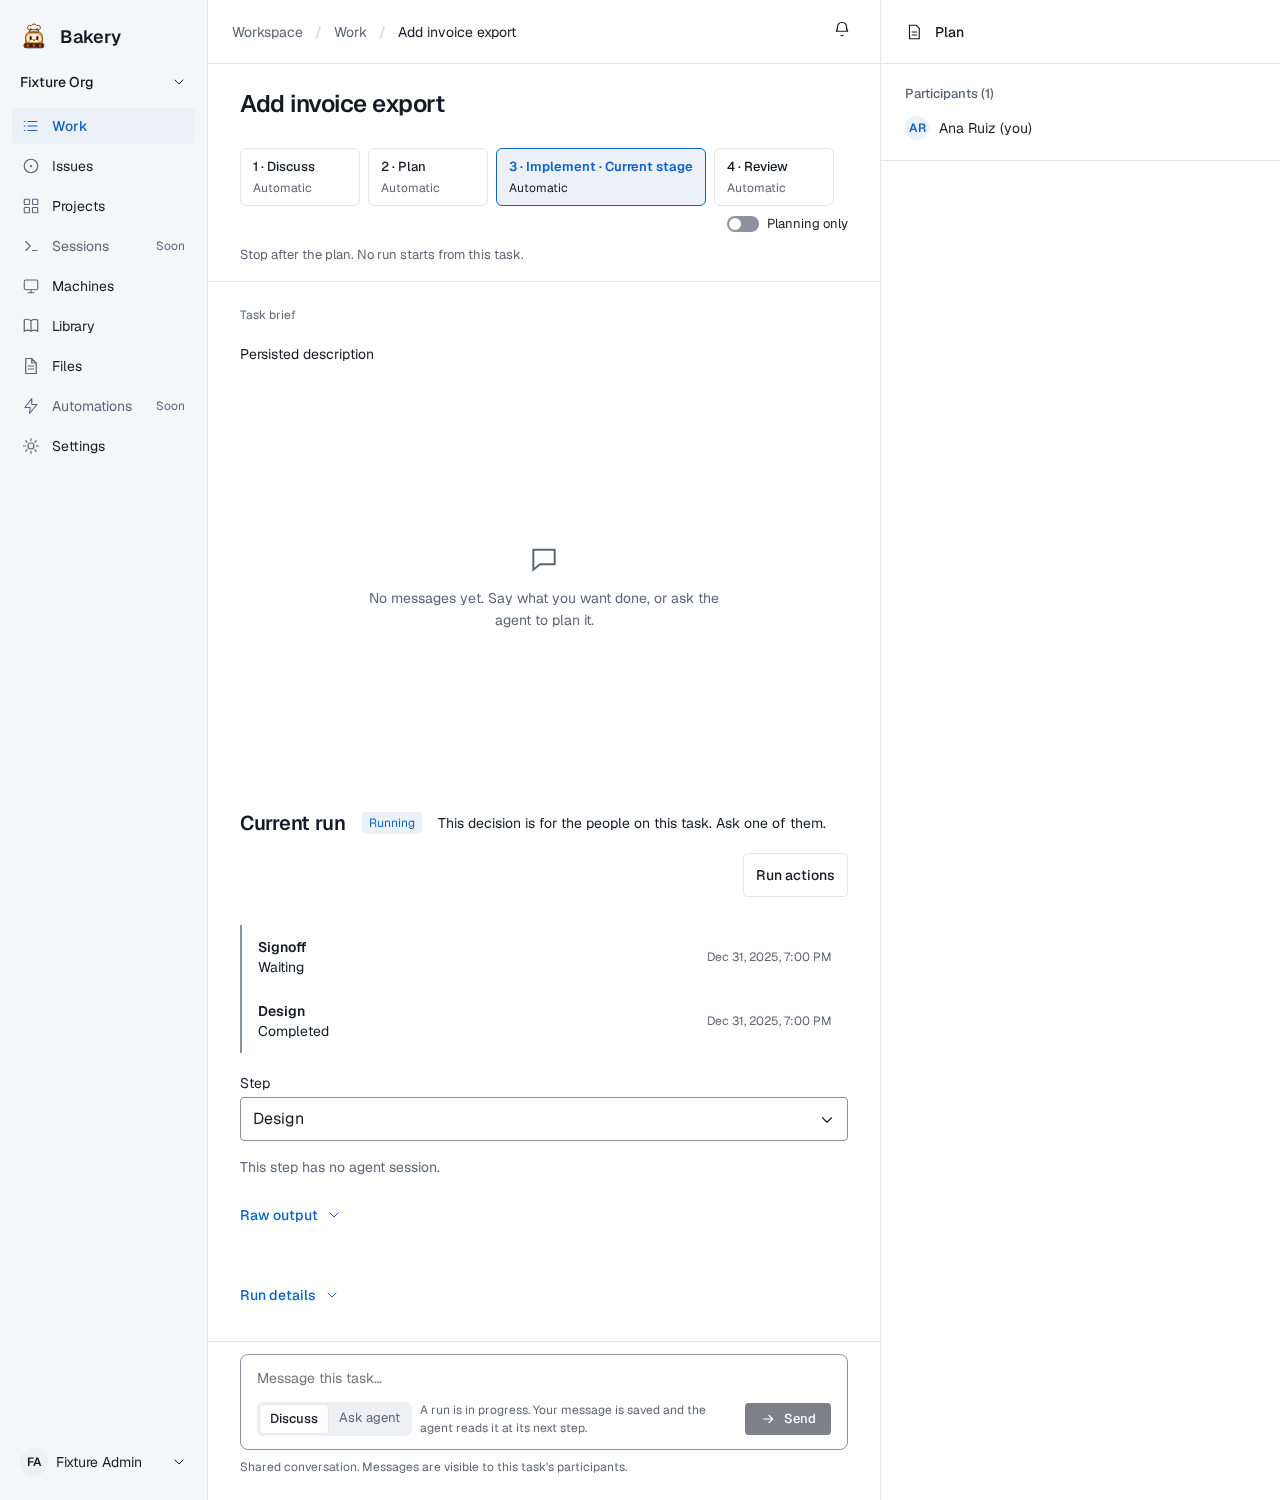 Bakery
Fixture Org
Work
Issues
Projects
Sessions Soon
Machines
Library
Files
Automations Soon
Settings
FA Fixture Admin
Workspace / Work / Add invoice export
Add invoice export
1 · Discuss
Automatic
2 · Plan
Automatic
3 · Implement · Current stage
Automatic
4 · Review
Automatic
Planning only
Stop after the plan. No run starts from this task.
Task brief
Persisted description
No messages yet. Say what you want done, or ask the
agent to plan it.
Current run Running This decision is for the people on this task. Ask one of them.
Run actions
Signoff
Waiting
Dec 31, 2025, 7:00 PM
Design
Completed
Dec 31, 2025, 7:00 PM
Step
Design
This step has no agent session.
Raw output
Run details
Message this task...
Discuss Ask agent
A run is in progress. Your message is saved and the
agent reads it at its next step.
Send
Shared conversation. Messages are visible to this task's participants.
Plan
Participants (1)
AR Ana Ruiz (you)